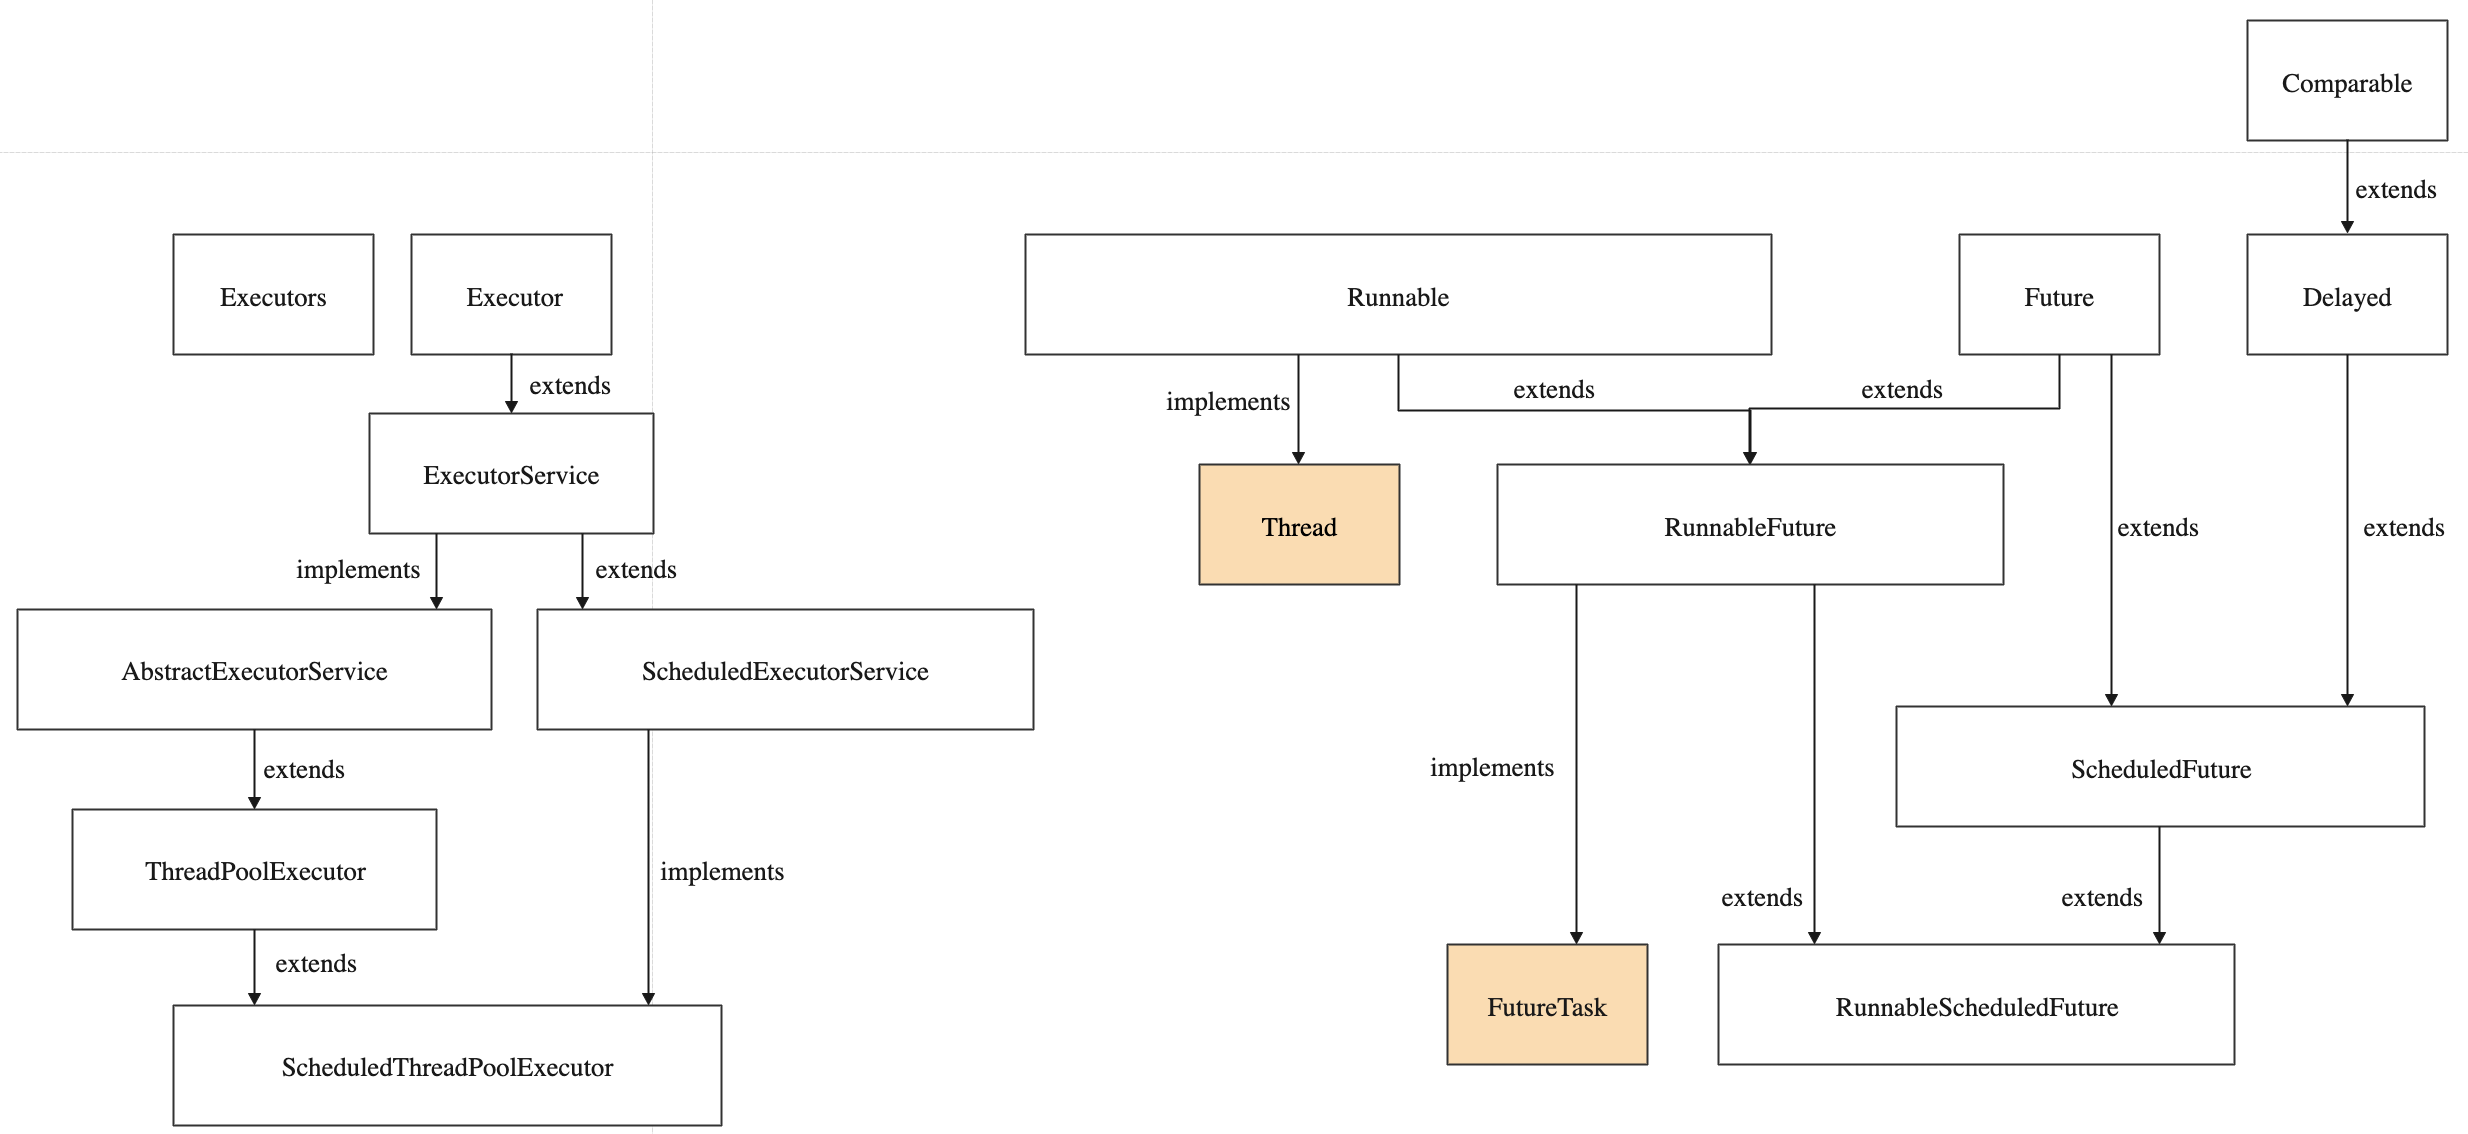 Comparable
extends
Executors
Executor
Runnable
Future
Delayed
extends
implements
extends
extends
ExecutorService
Thread
RunnableFuture
extends
extends
implements
extends
AbstractExecutorService
ScheduledExecutorService
extends
implements
ScheduledFuture
ThreadPoolExecutor
implements
extends
extends
extends
FutureTask
RunnableScheduledFuture
ScheduledThreadPoolExecutor